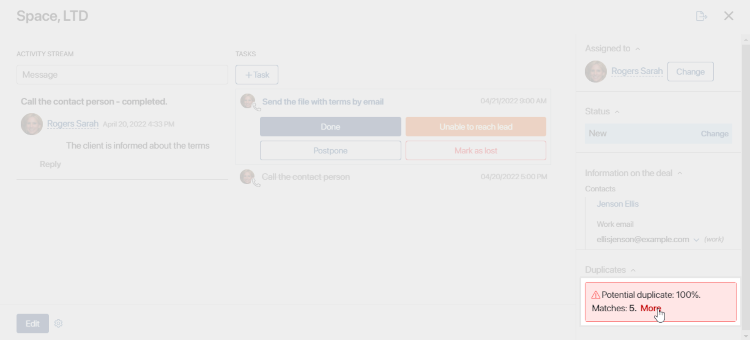 Space, LTD
ACTIVITY STREAM
Message
Call the contact person - completed.
Rogers Sarah April 20, 2022 4:33 PM
The client is informed about the terms
Reply
TASKS
+ Task
Send the file with terms by email 04/21/2022 9:00 AM
Done Unable to reach lead
Postpone Mark as lost
Call the contact person 04/20/2022 5:00 PM
Assigned to
Rogers Sarah Change
Status
New Change
Information on the deal
Contacts
Jenson Ellis
Work email
ellisjenson@example.com (work)
Duplicates
Potential duplicate: 100%.
Matches: 5. More
Edit